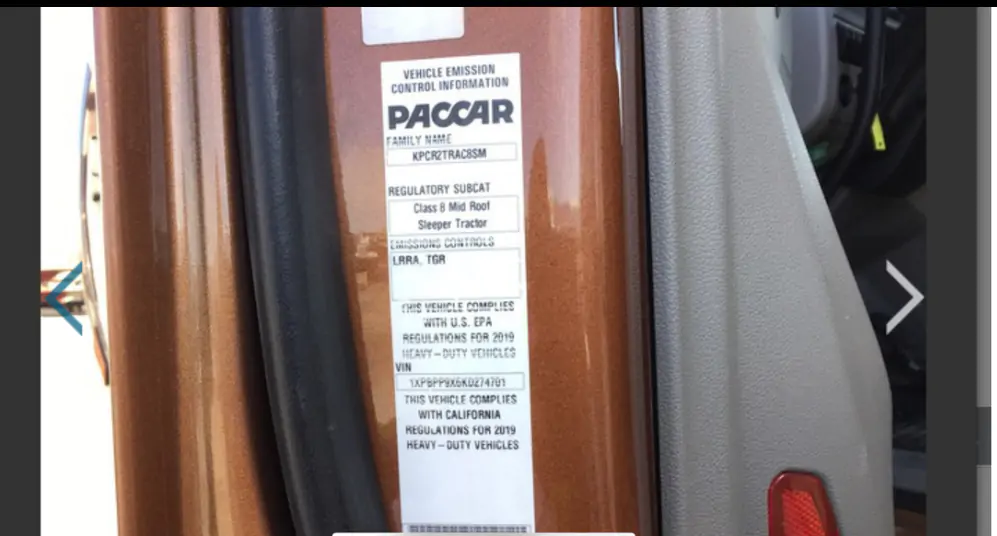 VEHICLE EMISSION
CONTROL INFORMATION
PACCAR
FAMILY NAME
KPCR2TRAC8SM
REGULATORY SUBCAT
Class 8 Mid Roof
Sleeper Tractor
EMISSIONS CONTROLS
LRRA, TGR
THIS VEHICLE COMPLIES
WITH U.S. EPA
REGULATIONS FOR 2019
HEAVY-DUTY VEHICLES
VIN
THIS VEHICLE COMPLIES
WITH CALIFORNIA
REGULATIONS FOR 2019
HEAVY-DUTY VEHICLES